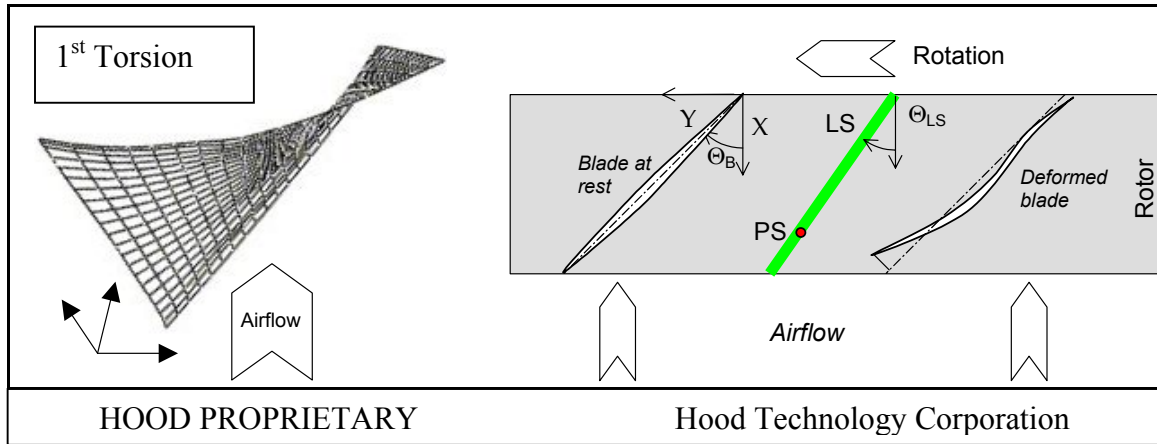 1st Torsion
Airflow
Rotation
Y
X
ΘB
LS
ΘLS
Blade at
rest
PS
Deformed
blade
Rotor
Airflow
HOOD PROPRIETARY
Hood Technology Corporation